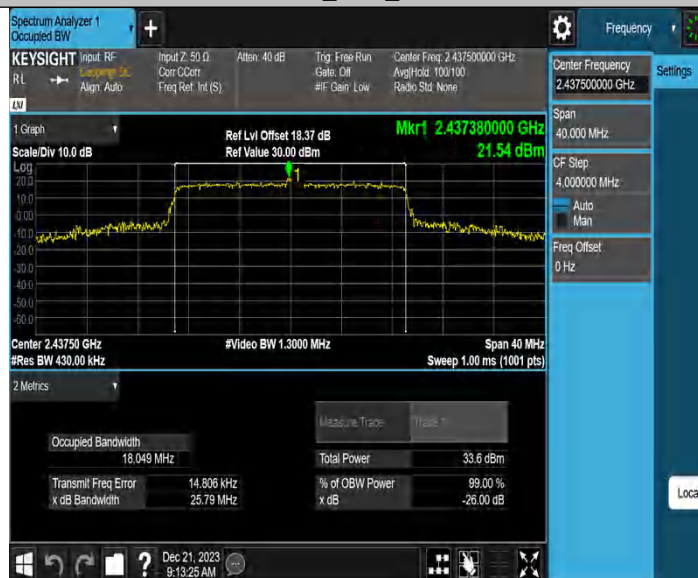 Spectrum Analyzer 1
Occupied BW
+
Frequency
KEYSIGHT Input: RF
RL
Coupling: DC
Align: Auto
Input Z: 50 Ω
Corr CCorr
Freq Ref: Int (S)
Atten: 40 dB
Trig: Free Run
Gate: Off
#IF Gain: Low
Center Freq: 2.437500000 GHz
Avg|Hold: 100/100
Radio Std: None
LXI
Center Frequency
2.437500000 GHz
Settings
Span
40.000 MHz
CF Step
4.000000 MHz
Auto
Man
Freq Offset
0 Hz
1 Graph
Scale/Div 10.0 dB
Ref Lvl Offset 18.37 dB
Ref Value 30.00 dBm
Mkr1 2.437380000 GHz
21.54 dBm
Log
20.0
10.0
0.00
-10.0
-20.0
-30.0
-40.0
-50.0
-60.0
1
Center 2.43750 GHz
#Res BW 430.00 kHz
#Video BW 1.3000 MHz
Span 40 MHz
Sweep 1.00 ms (1001 pts)
2 Metrics
Measure Trace
Trace 1
Occupied Bandwidth
18.049 MHz
Total Power
33.6 dBm
Transmit Freq Error
14.806 kHz
% of OBW Power
99.00 %
x dB Bandwidth
25.79 MHz
x dB
-26.00 dB
Loca
?
Dec 21, 2023
9:13:25 AM